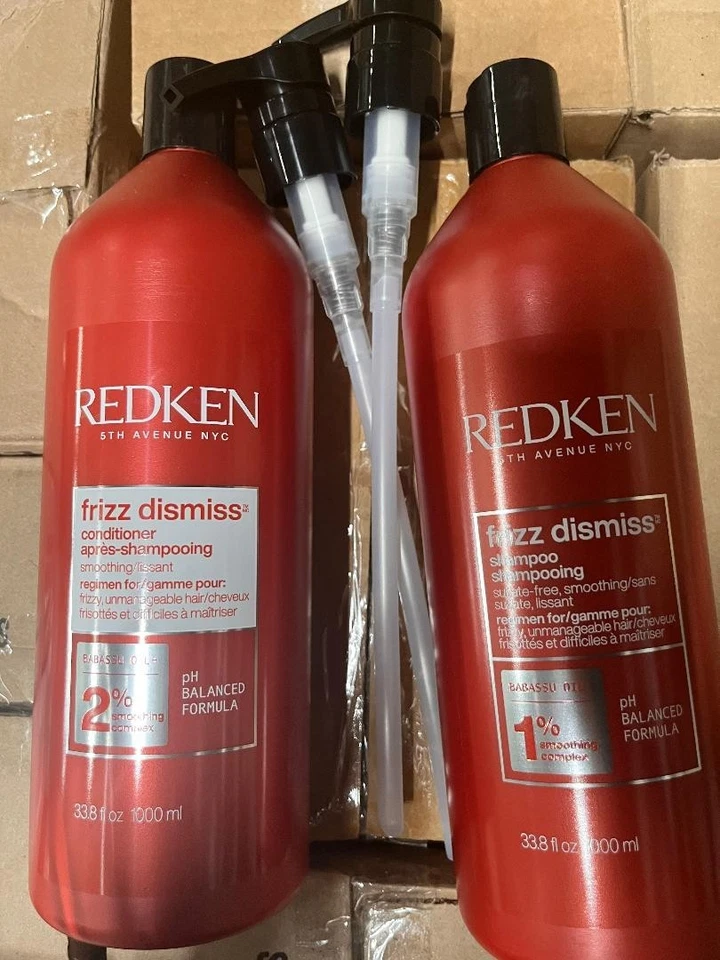 REDKEN
5TH AVENUE NYC
frizz dismiss™
conditioner
après-shampooing
smoothing/lissant
regimen for/gamme pour:
frizzy, unmanageable hair/cheveux
frisottés et difficiles à maîtriser
BABASSU OIL +
2%
smoothing
complex
pH
BALANCED
FORMULA
33.8 fl oz 1000 ml
REDKEN
5TH AVENUE NYC
frizz dismiss
shampoo
shampooing
sulfate-free, smoothing/sans
sulfate, lissant
regimen for/gamme pour:
frizzy, unmanageable hair/cheveux
frisottés et difficiles à maîtriser
BABASSU OIL
1%
smoothing
complex
pH
BALANCED
FORMULA
33.8 fl oz 1000 ml